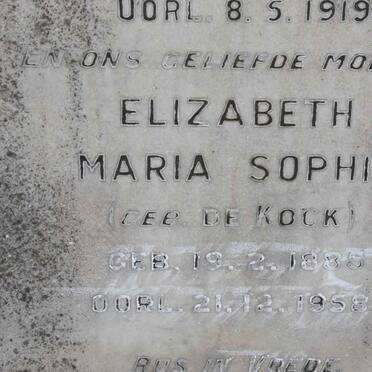 OORL. 8. 5. 1919
EN ONS GELIEFDE MOE
ELIZABETH
MARIA SOPHI
(GEB. DE KOCK)
GEB. 19. 2. 1885
OORL. 21. 12. 1958
RUS IN VREDE